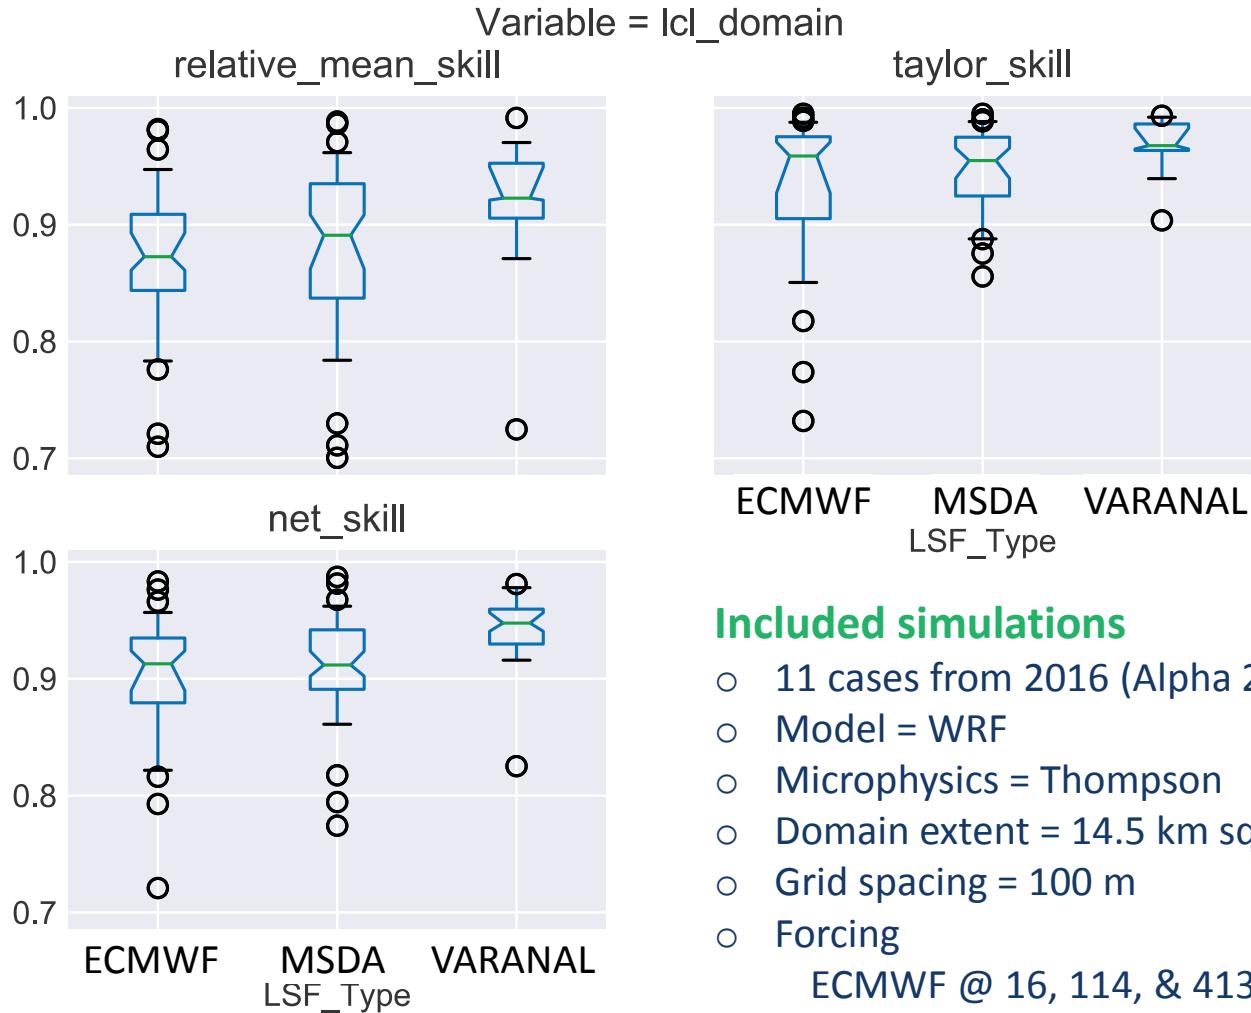 Variable = lcl_domain
relative_mean_skill
taylor_skill
1.0
0.9
0.8
0.7
ECMWF MSDA VARANAL
LSF_Type
net_skill
1.0
0.9
0.8
0.7
ECMWF MSDA VARANAL
LSF_Type
Included simulations
○ 11 cases from 2016 (Alpha 2
○ Model = WRF
○ Microphysics = Thompson
○ Domain extent = 14.5 km
○ Grid spacing = 100 m
○ Forcing
ECMWF @ 16, 114, & 413